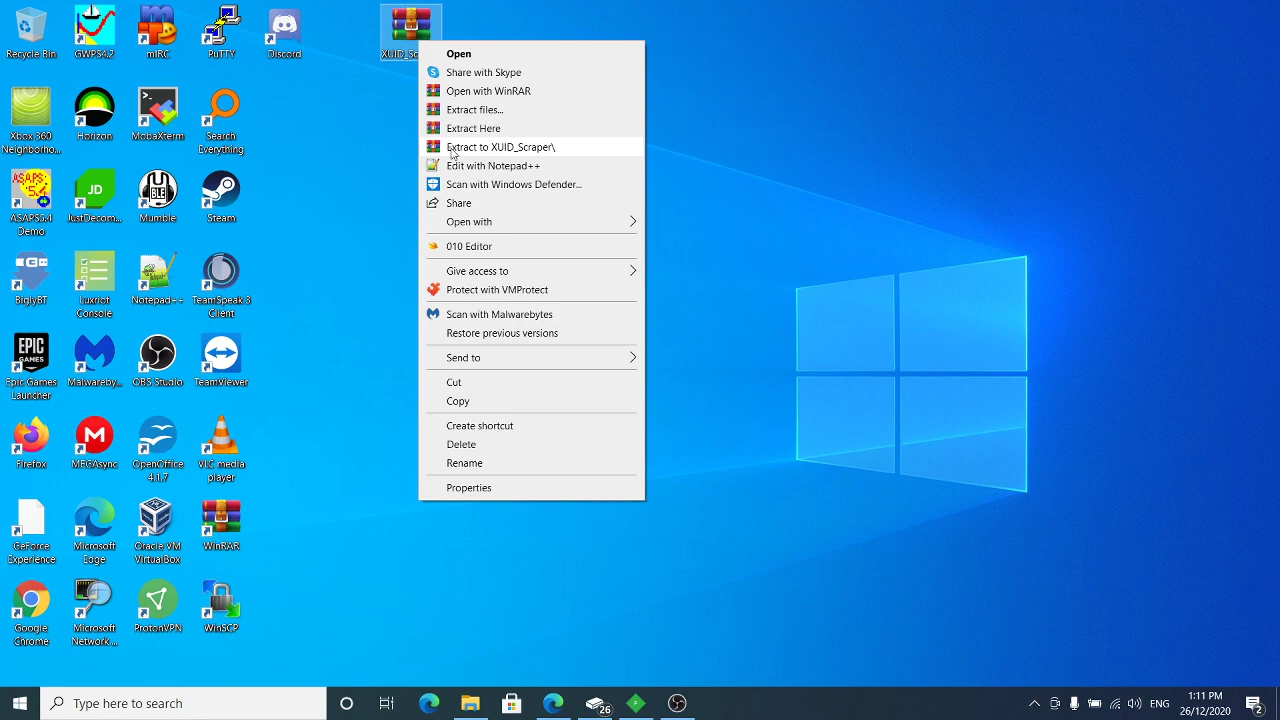 Recycle Bin
GWPS4.2
mIRC
PuTTY
Discord
XUID_Sc
Xbox 360
Neighborho...
Horizon
MobaXterm
Search
Everything
ASAPS5.4
Demo
JustDecom...
Mumble
Steam
BiglyBT
Luxriot
Console
Notepad++
TeamSpeak 3
Client
Epic Games
Launcher
Malwareby...
OBS Studio
TeamViewer
Firefox
MEGAsync
OpenOffice
4.1.7
VLC media
player
GeForce
Experience
Microsoft
Edge
Oracle VM
VirtualBox
WinRAR
Google
Chrome
Microsoft
Network ...
ProtonVPN
WinSCP
Open
Share with Skype
Open with WinRAR
Extract files...
Extract Here
Extract to XUID_Scraper\
Edit with Notepad++
Scan with Windows Defender...
Share
Open with
010 Editor
Give access to
Protect with VMProtect
Scan with Malwarebytes
Restore previous versions
Send to
Cut
Copy
Create shortcut
Delete
Rename
Properties
Type here to search
26
1:11 PM
ENG
26/12/2020
2